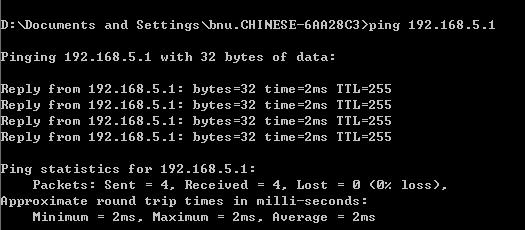 D:\Documents and Settings\bnu.CHINESE-6AA28C3>ping 192.168.5.1
Pinging 192.168.5.1 with 32 bytes of data:
Reply from 192.168.5.1: bytes=32 time=2ms TTL=255
Reply from 192.168.5.1: bytes=32 time=2ms TTL=255
Reply from 192.168.5.1: bytes=32 time=2ms TTL=255
Reply from 192.168.5.1: bytes=32 time=2ms TTL=255
Ping statistics for 192.168.5.1:
    Packets: Sent = 4, Received = 4, Lost = 0 (0% loss),
Approximate round trip times in milli-seconds:
    Minimum = 2ms, Maximum = 2ms, Average = 2ms